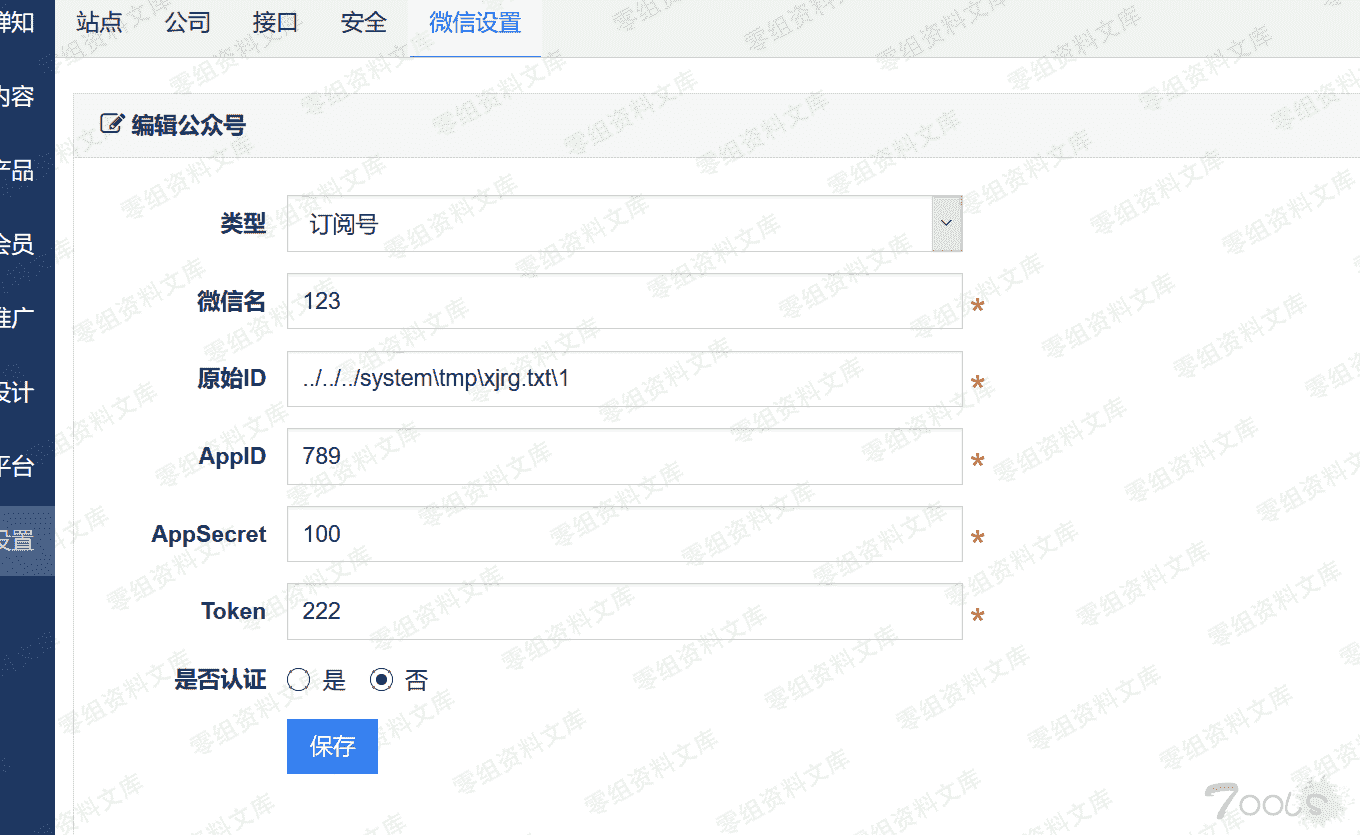 站点 公司 接口 安全 微信设置
内容
产品
会员
推广
设计
平台
设置
编辑公众号
类型 订阅号
微信名 123 *
原始ID ../../../system\tmp\xjrg.txt\1 *
AppID 789 *
AppSecret 100 *
Token 222 *
是否认证 是 否
保存
零组资料文库
7ools